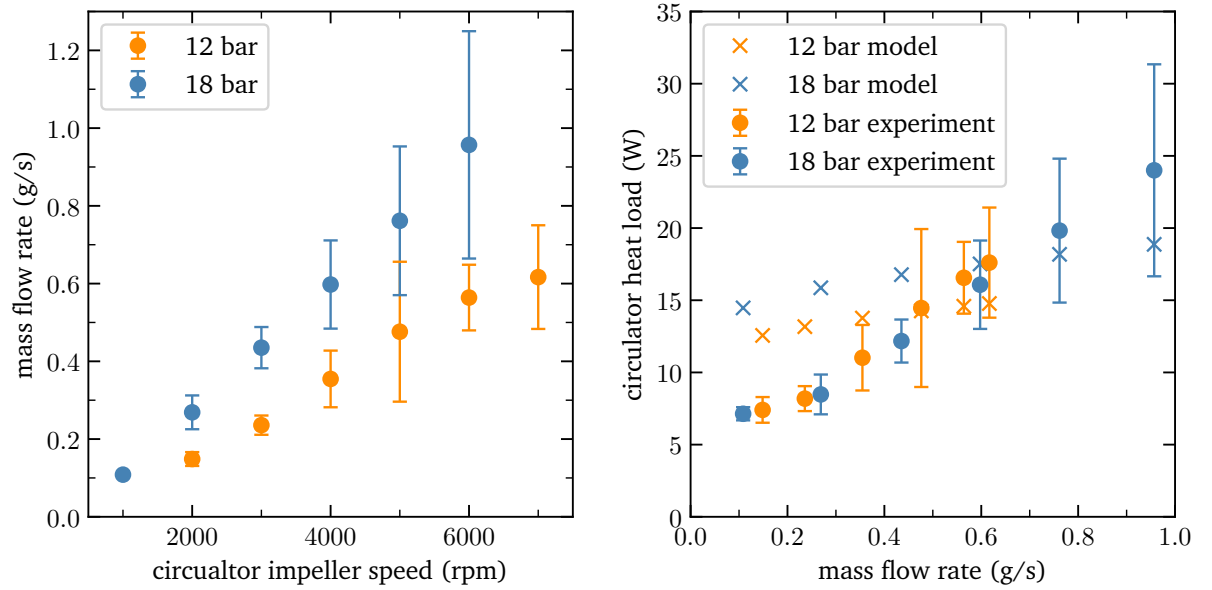 12 bar
18 bar
mass flow rate (g/s)
1.2
1.0
0.8
0.6
0.4
0.2
0.0
2000 4000 6000
circualtor impeller speed (rpm)
12 bar model
18 bar model
12 bar experiment
18 bar experiment
circulator heat load (W)
35
30
25
20
15
10
5
0
0.0 0.2 0.4 0.6 0.8 1.0
mass flow rate (g/s)